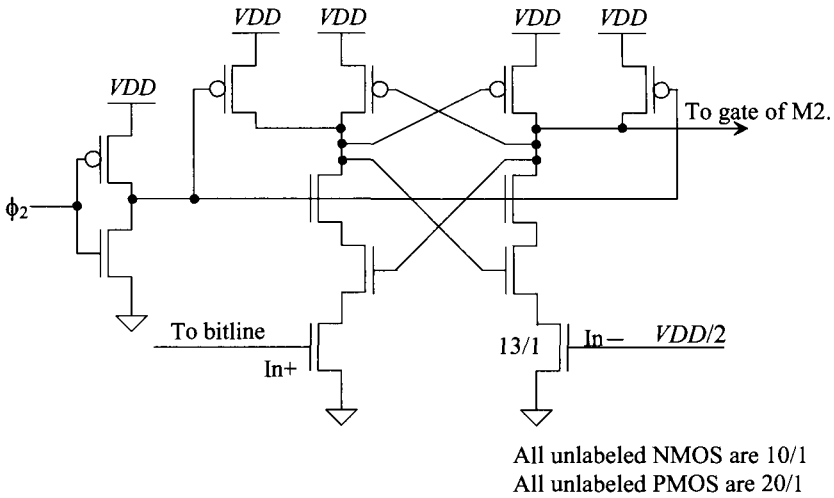 VDD VDD VDD VDD
VDD
To gate of M2.
ϕ2
To bitline
In+
13/1
In−
VDD/2
All unlabeled NMOS are 10/1
All unlabeled PMOS are 20/1